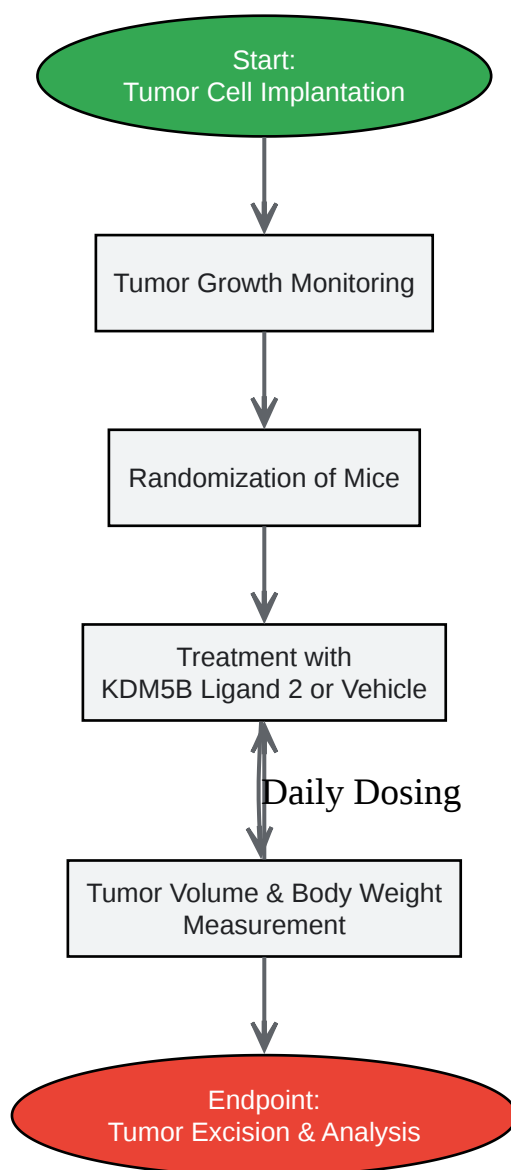 Start:
Tumor Cell Implantation
Tumor Growth Monitoring
Randomization of Mice
Treatment with
KDM5B Ligand 2 or Vehicle
Daily Dosing
Tumor Volume & Body Weight
Measurement
Endpoint:
Tumor Excision & Analysis